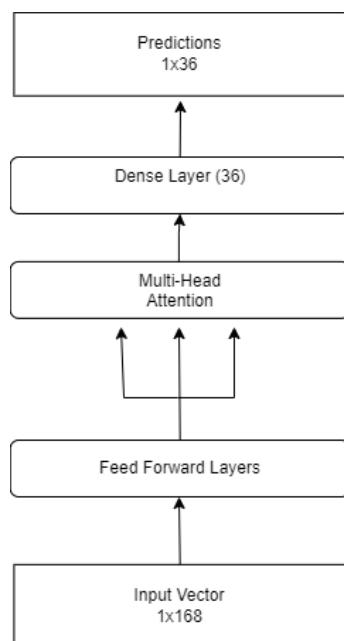 Predictions
1x36
Dense Layer (36)
Multi-Head
Attention
Feed Forward Layers
Input Vector
1x168